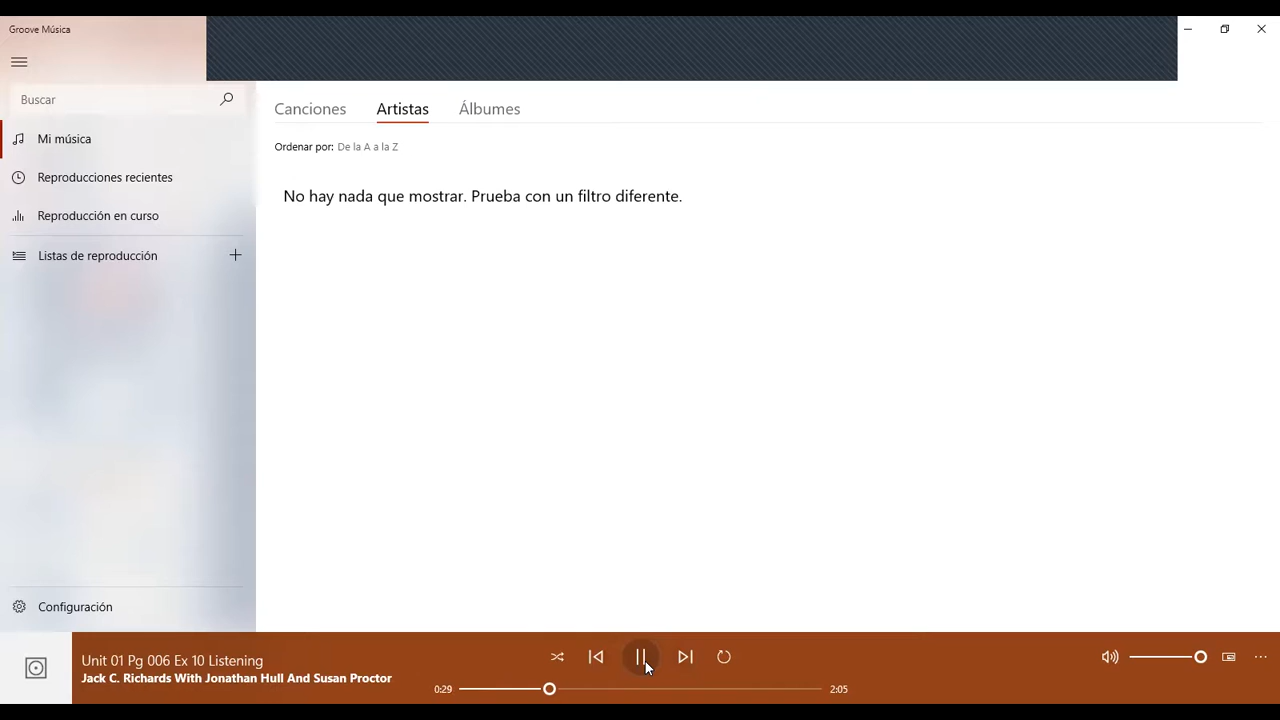 Groove Música
Buscar
Mi música
Reproducciones recientes
Reproducción en curso
Listas de reproducción
Configuración
Canciones Artistas Álbumes
Ordenar por: De la A a la Z
No hay nada que mostrar. Prueba con un filtro diferente.
Unit 01 Pg 006 Ex 10 Listening
Jack C. Richards With Jonathan Hull And Susan Proctor
0:29 2:05